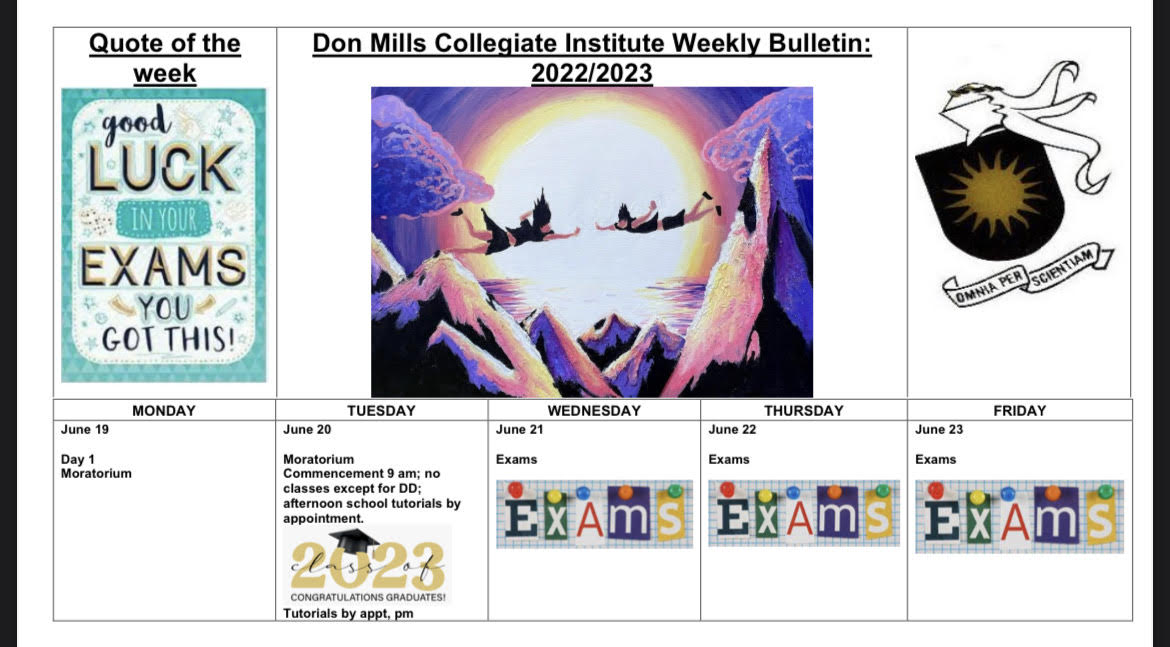 Quote of the
week
good
LUCK
IN YOUR
EXAMS
YOU
GOT THIS!
Don Mills Collegiate Institute Weekly Bulletin:
2022/2023
OMNIA PER SCIENTIAM
MONDAY
TUESDAY
WEDNESDAY
THURSDAY
FRIDAY
June 19
Day 1
Moratorium
June 20
Moratorium
Commencement 9 am; no
classes except for DD;
afternoon school tutorials by
appointment.
2023
class of
CONGRATULATIONS GRADUATES!
Tutorials by appt, pm
June 21
Exams
ExAmS
June 22
Exams
ExAmS
June 23
Exams
ExAmS